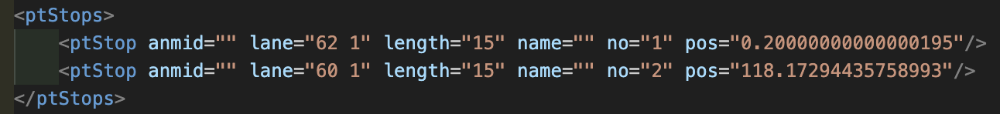 <ptStops>
<ptStop anmid="" lane="62 1" length="15" name="" no="1" pos="0.20000000000000195"/>
<ptStop anmid="" lane="60 1" length="15" name="" no="2" pos="118.17294435758993"/>
</ptStops>